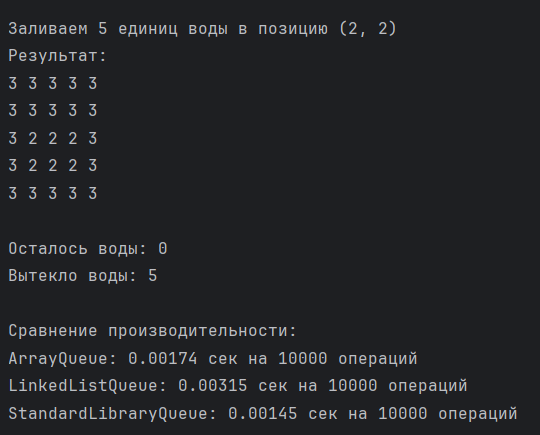 Заливаем 5 единиц воды в позицию (2, 2)
Результат:
3 3 3 3 3
3 3 3 3 3
3 2 2 2 3
3 2 2 2 3
3 3 3 3 3
Осталось воды: 0
Вытекло воды: 5
Сравнение производительности:
ArrayQueue: 0.00174 сек на 10000 операций
LinkedListQueue: 0.00315 сек на 10000 операций
StandardLibraryQueue: 0.00145 сек на 10000 операций